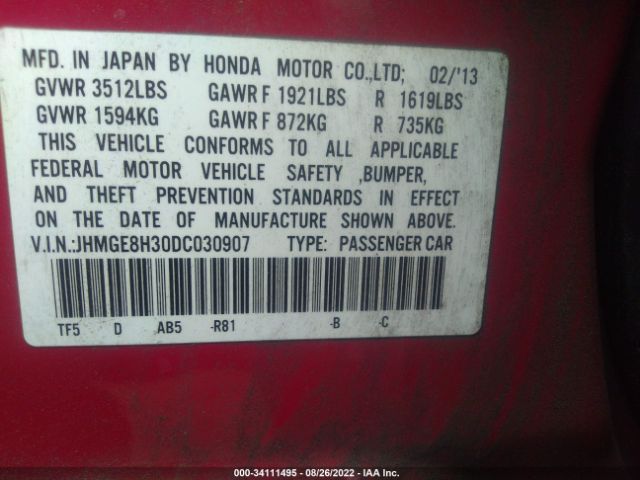 MFD. IN JAPAN BY HONDA MOTOR CO.,LTD; 02/'13
GVWR 3512LBS GAWR F 1921LBS R 1619LBS
GVWR 1594KG GAWR F 872KG R 735KG
THIS VEHICLE CONFORMS TO ALL APPLICABLE
FEDERAL MOTOR VEHICLE SAFETY ,BUMPER,
AND THEFT PREVENTION STANDARDS IN EFFECT
ON THE DATE OF MANUFACTURE SHOWN ABOVE.
V.I.N.:JHMGE8H30DC030907 TYPE: PASSENGER CAR
TF5 D AB5 -R81 -B -C
000-34111495 - 08/26/2022 - IAA Inc.